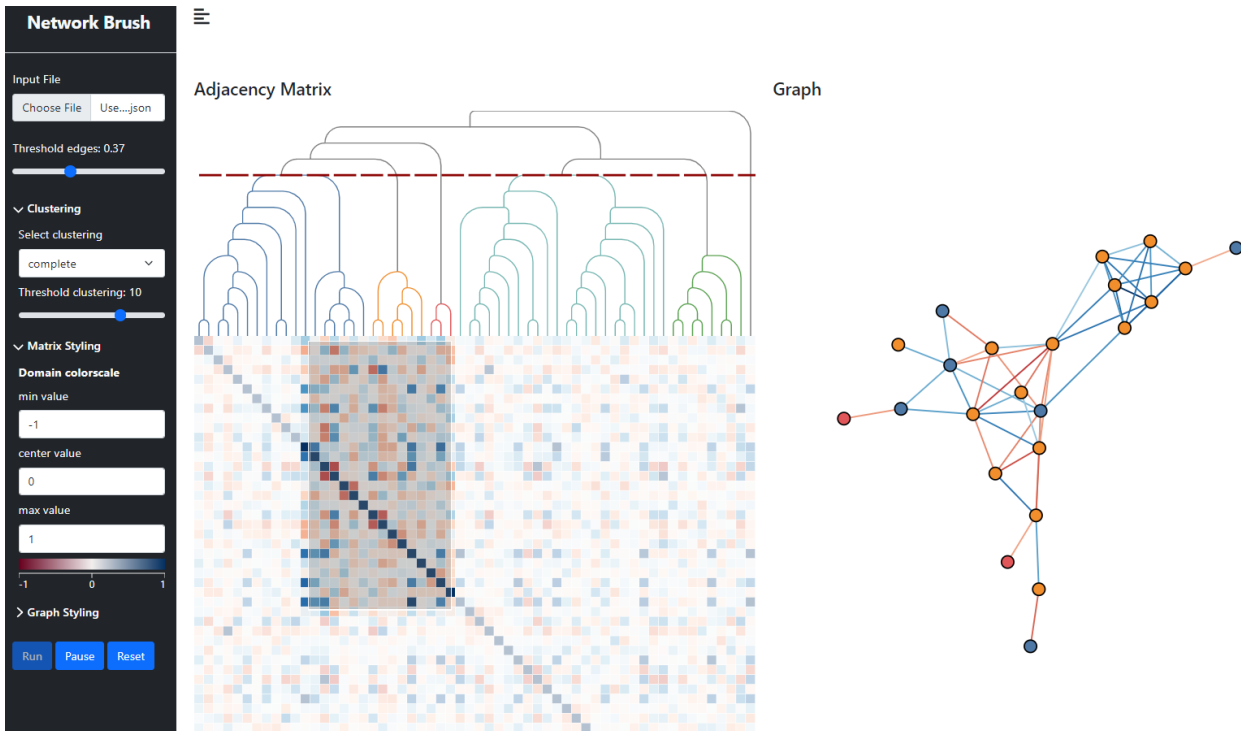 Network Brush
Input File
Choose File Use....json
Threshold edges: 0.37
Clustering
Select clustering
complete
Threshold clustering: 10
Matrix Styling
Domain colorscale
min value
-1
center value
0
max value
1
-1 0 1
Graph Styling
Run Pause Reset
Adjacency Matrix
Graph